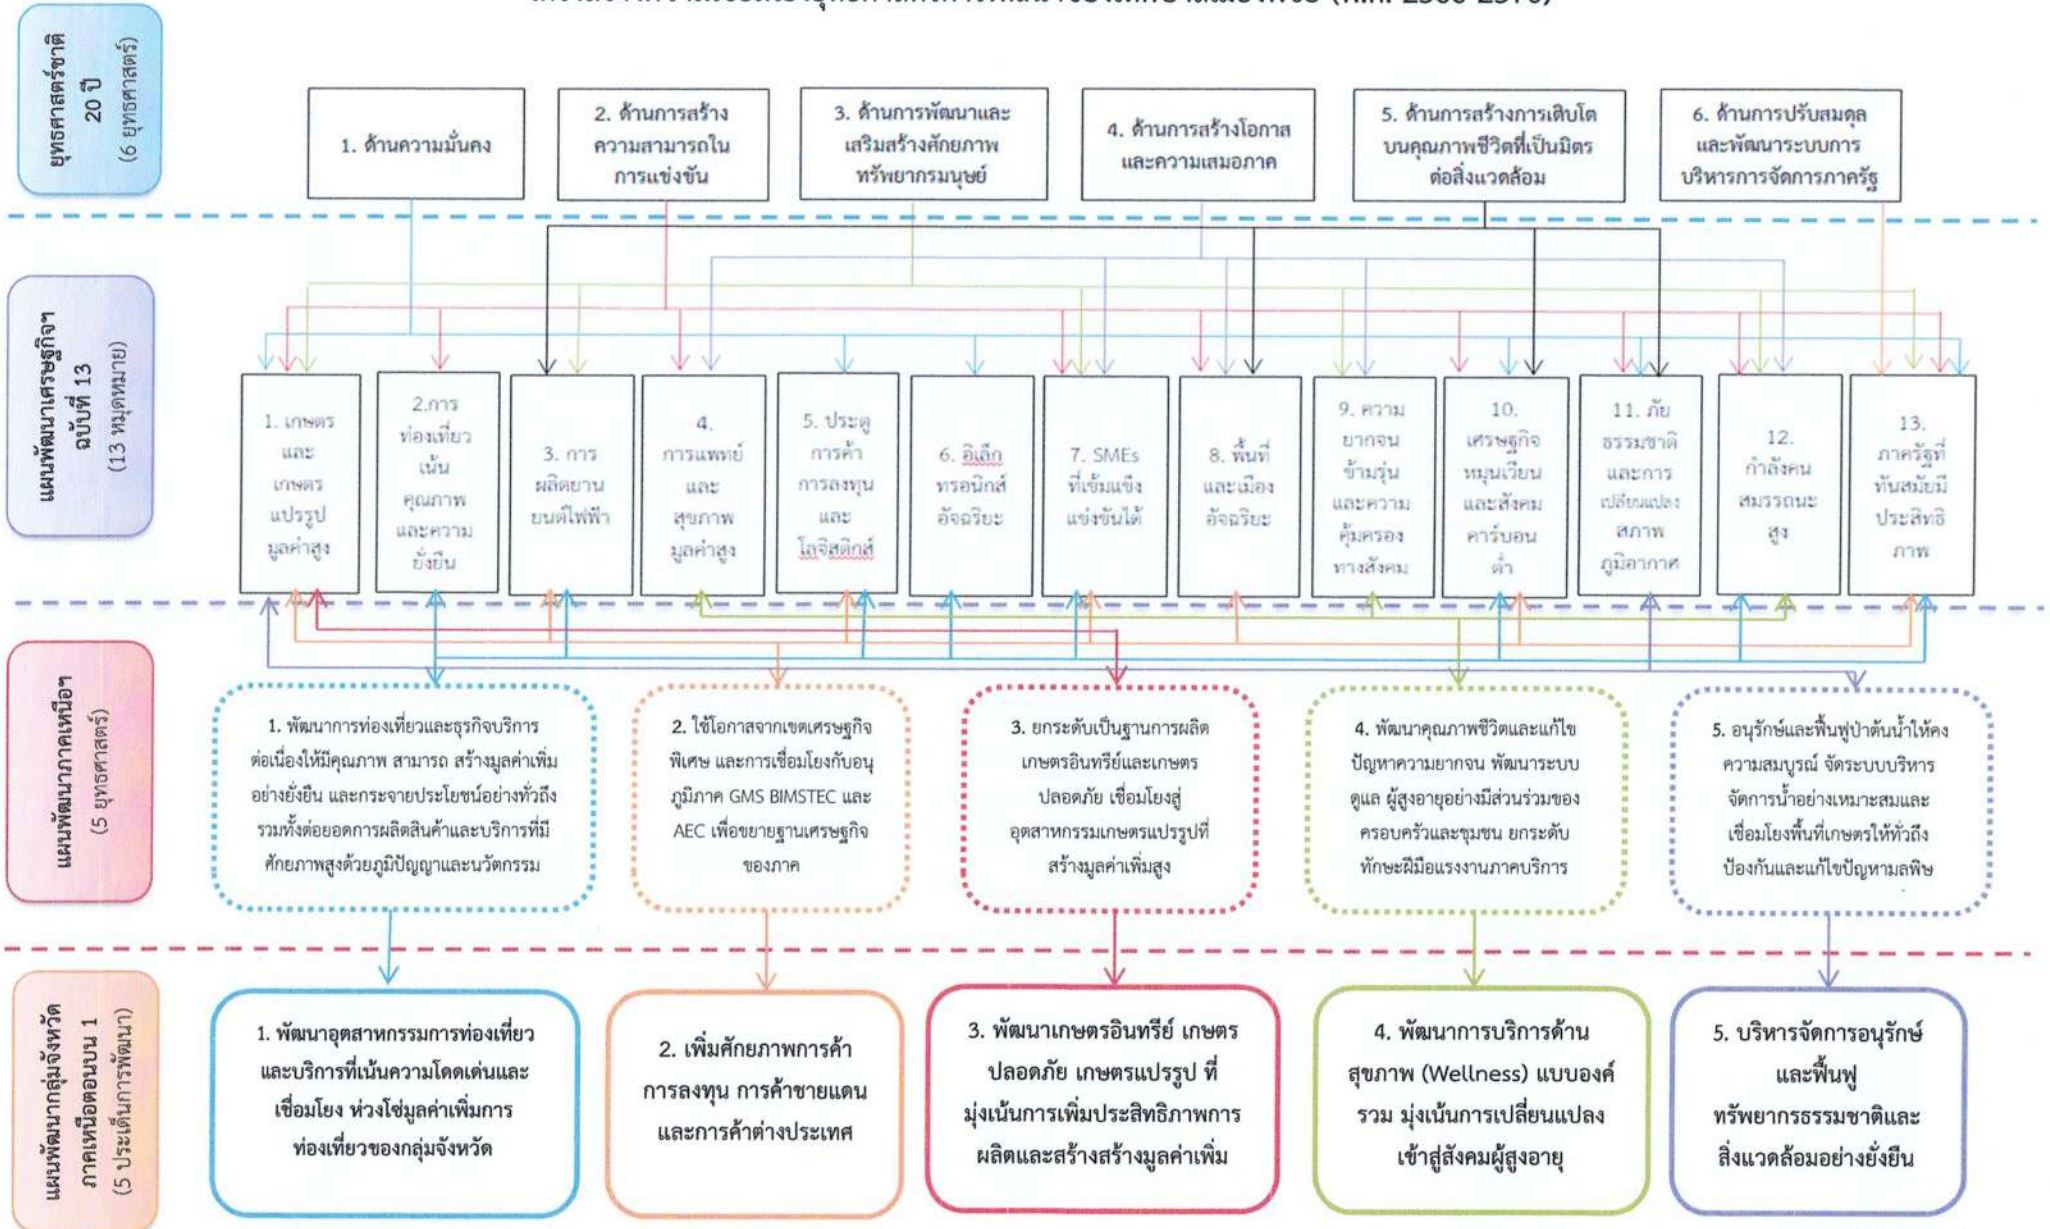 (พ.ศ. 2566-2570)
ยุทธศาสตร์ชาติ
20 ปี
(6 ยุทธศาสตร์)
1. ด้านความมั่นคง
2. ด้านการสร้าง
ความสามารถใน
การแข่งขัน
3. ด้านการพัฒนาและ
เสริมสร้างศักยภาพ
ทรัพยากรมนุษย์
4. ด้านการสร้างโอกาส
และความเสมอภาค
5. ด้านการสร้างการเติบโต
บนคุณภาพชีวิตที่เป็นมิตร
ต่อสิ่งแวดล้อม
6. ด้านการปรับสมดุล
และพัฒนาระบบการ
บริหารการจัดการภาครัฐ
แผนพัฒนาเศรษฐกิจฯ
ฉบับที่ 13
(13 หมุดหมาย)
1. เกษตร
และ
เกษตร
แปรรูป
มูลค่าสูง
2.การ
ท่องเที่ยว
เน้น
คุณภาพ
และความ
ยั่งยืน
3. การ
ผลิตยาน
ยนต์ไฟฟ้า
4.
การแพทย์
และ
สุขภาพ
มูลค่าสูง
5. ประตู
การค้า
การลงทุน
และ
โลจิสติกส์
6. อิเล็ก
ทรอนิกส์
อัจฉริยะ
7. SMEs
ที่เข้มแข็ง
แข่งขันได้
8. พื้นที่
และเมือง
อัจฉริยะ
9. ความ
ยากจน
ข้ามรุ่น
และความ
คุ้มครอง
ทางสังคม
10.
เศรษฐกิจ
หมุนเวียน
และสังคม
คาร์บอน
ต่ำ
11. ภัย
ธรรมชาติ
และการ
เปลี่ยนแปลง
สภาพ
ภูมิอากาศ
12.
กำลังคน
สมรรถนะ
สูง
13.
ภาครัฐที่
ทันสมัยมี
ประสิทธิ
ภาพ
แผนพัฒนาภาคเหนือฯ
(5 ยุทธศาสตร์)
1. พัฒนาการท่องเที่ยวและธุรกิจบริการ
ต่อเนื่องให้มีคุณภาพ สามารถ สร้างมูลค่าเพิ่ม
อย่างยั่งยืน และกระจายประโยชน์อย่างทั่วถึง
รวมทั้งต่อยอดการผลิตสินค้าและบริการที่มี
ศักยภาพสูงด้วยภูมิปัญญาและนวัตกรรม
2. ใช้โอกาสจากเขตเศรษฐกิจ
พิเศษ และการเชื่อมโยงกับอนุ
ภูมิภาค GMS BIMSTEC และ
AEC เพื่อขยายฐานเศรษฐกิจ
ของภาค
3. ยกระดับเป็นฐานการผลิต
เกษตรอินทรีย์และเกษตร
ปลอดภัย เชื่อมโยงสู่
อุตสาหกรรมเกษตรแปรรูปที่
สร้างมูลค่าเพิ่มสูง
4. พัฒนาคุณภาพชีวิตและแก้ไข
ปัญหาความยากจน พัฒนาระบบ
ดูแล ผู้สูงอายุอย่างมีส่วนร่วมของ
ครอบครัวและชุมชน ยกระดับ
ทักษะฝีมือแรงงานภาคบริการ
5. อนุรักษ์และฟื้นฟูป่าต้นน้ำให้คง
ความสมบูรณ์ จัดระบบบริหาร
จัดการน้ำอย่างเหมาะสมและ
เชื่อมโยงพื้นที่เกษตรให้ทั่วถึง
ป้องกันและแก้ไขปัญหามลพิษ
แผนพัฒนากลุ่มจังหวัด
ภาคเหนือตอนบน 1
(5 ประเด็นการพัฒนา)
1. พัฒนาอุตสาหกรรมการท่องเที่ยว
และบริการที่เน้นความโดดเด่นและ
เชื่อมโยง ห่วงโซ่มูลค่าเพิ่มการ
ท่องเที่ยวของกลุ่มจังหวัด
2. เพิ่มศักยภาพการค้า
การลงทุน การค้าชายแดน
และการค้าต่างประเทศ
3. พัฒนาเกษตรอินทรีย์ เกษตร
ปลอดภัย เกษตรแปรรูป ที่
มุ่งเน้นการเพิ่มประสิทธิภาพการ
ผลิตและสร้างสร้างมูลค่าเพิ่ม
4. พัฒนาการบริการด้าน
สุขภาพ (Wellness) แบบองค์
รวม มุ่งเน้นการเปลี่ยนแปลง
เข้าสู่สังคมผู้สูงอายุ
5. บริหารจัดการอนุรักษ์
และฟื้นฟู
ทรัพยากรธรรมชาติและ
สิ่งแวดล้อมอย่างยั่งยืน